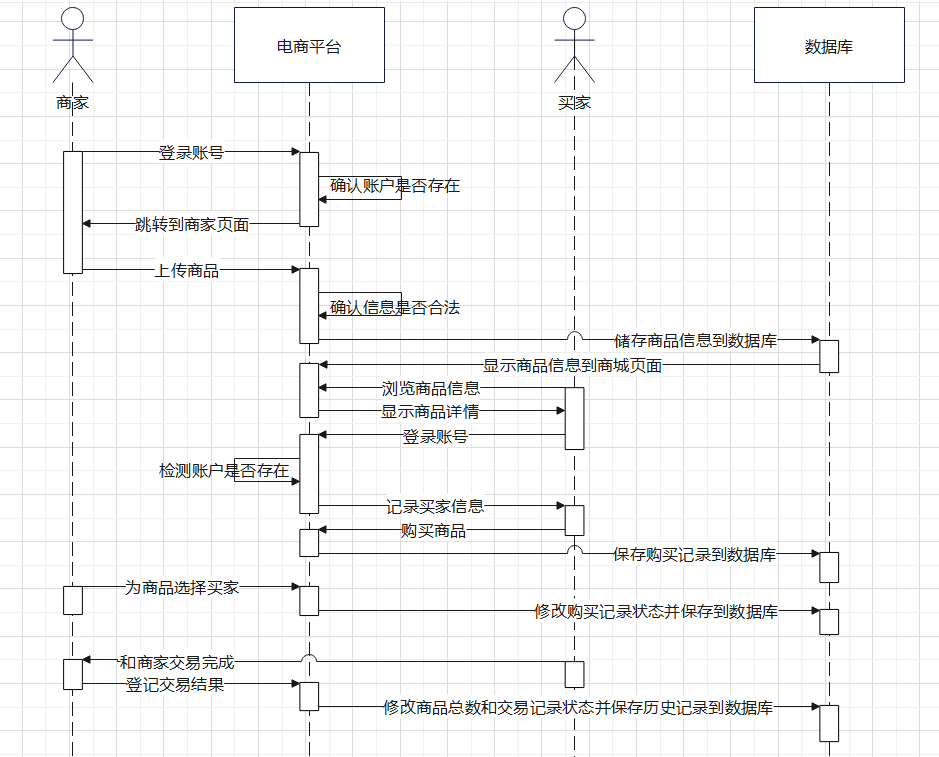 电商平台
数据库
商家
买家
登录账号
确认账户是否存在
跳转到商家页面
上传商品
确认信息是否合法
储存商品信息到数据库
显示商品信息到商城页面
浏览商品信息
显示商品详情
登录账号
检测账户是否存在
记录买家信息
购买商品
保存购买记录到数据库
为商品选择买家
修改购买记录状态并保存到数据库
和商家交易完成
登记交易结果
修改商品总数和交易记录状态并保存历史记录到数据库